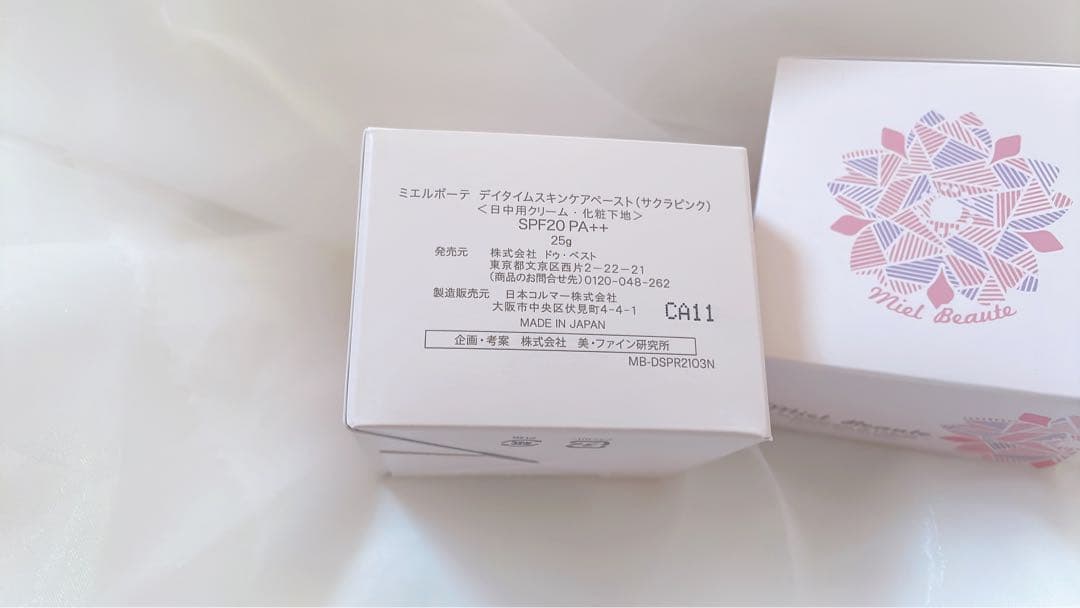 ミエルボーテ デイタイムスキンケアペースト(サクラピンク)
＜日中用クリーム・化粧下地＞
SPF20 PA++
25g
発売元 株式会社 ドゥ・ベスト
東京都文京区西片2-22-21
(商品のお問合せ先)0120-048-262
製造販売元 日本コルマー株式会社
大阪市中央区伏見町4-4-1
CA11
MADE IN JAPAN
企画・考案 株式会社 美・ファイン研究所
MB-DSPR2103N
Miel Beaute
Miel Beaute